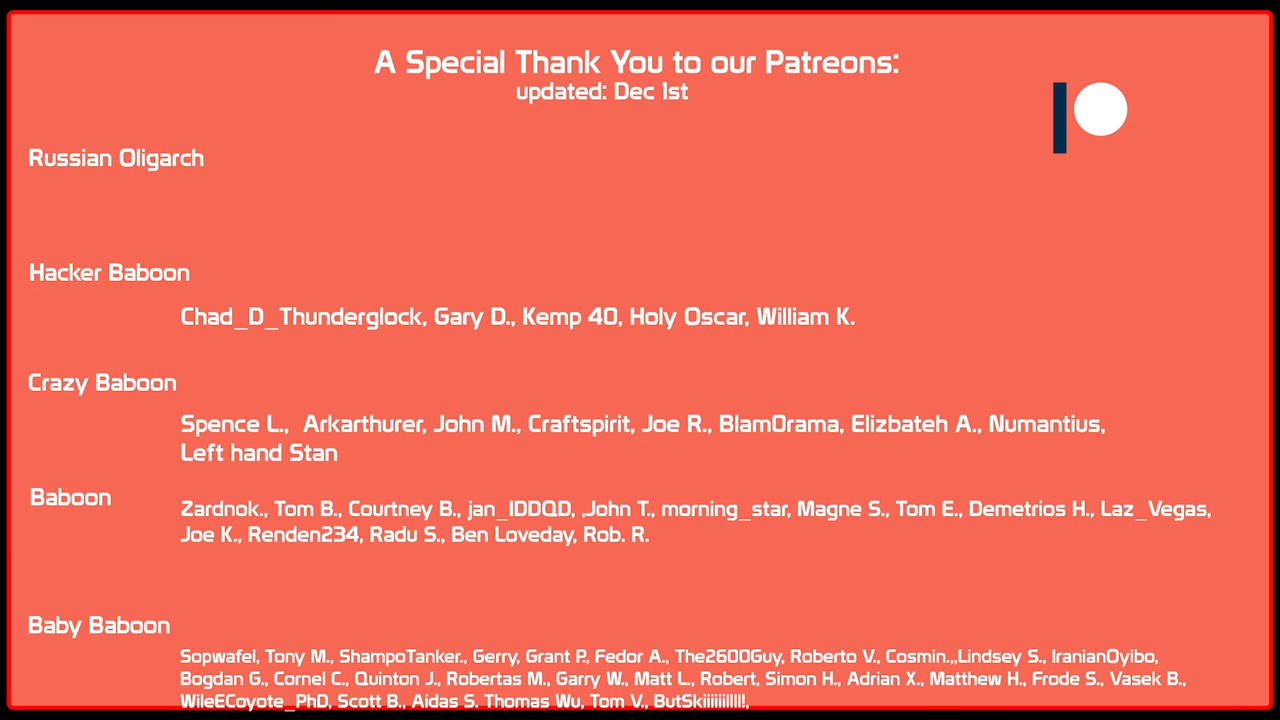 A Special Thank You to our Patreons:
updated: Dec 1st
Russian Oligarch
Hacker Baboon
Chad_D_Thunderglock, Gary D., Kemp 40, Holy Oscar, William K.
Crazy Baboon
Spence L.,  Arkarthurer, John M., Craftspirit, Joe R., Blam0rama, Elizbateh A., Numantius,
Left hand Stan
Baboon
Zardnok., Tom B., Courtney B., jan_IDDQD, ,John T., morning_star, Magne S., Tom E., Demetrios H., Laz_Vegas,
Joe K., Renden234, Radu S., Ben Loveday, Rob. R.
Baby Baboon
Sopwafel, Tony M., ShampoTanker., Gerry, Grant P., Fedor A., The2600Guy, Roberto V., Cosmin.,,Lindsey S., IranianOyibo,
Bogdan G., Cornel C., Quinton J., Robertas M., Garry W., Matt L., Robert, Simon H., Adrian X., Matthew H., Frode S., Vasek B.,
WileECoyote_PhD, Scott B., Aidas S. Thomas Wu, Tom V., ButSkiiiiiillll!,